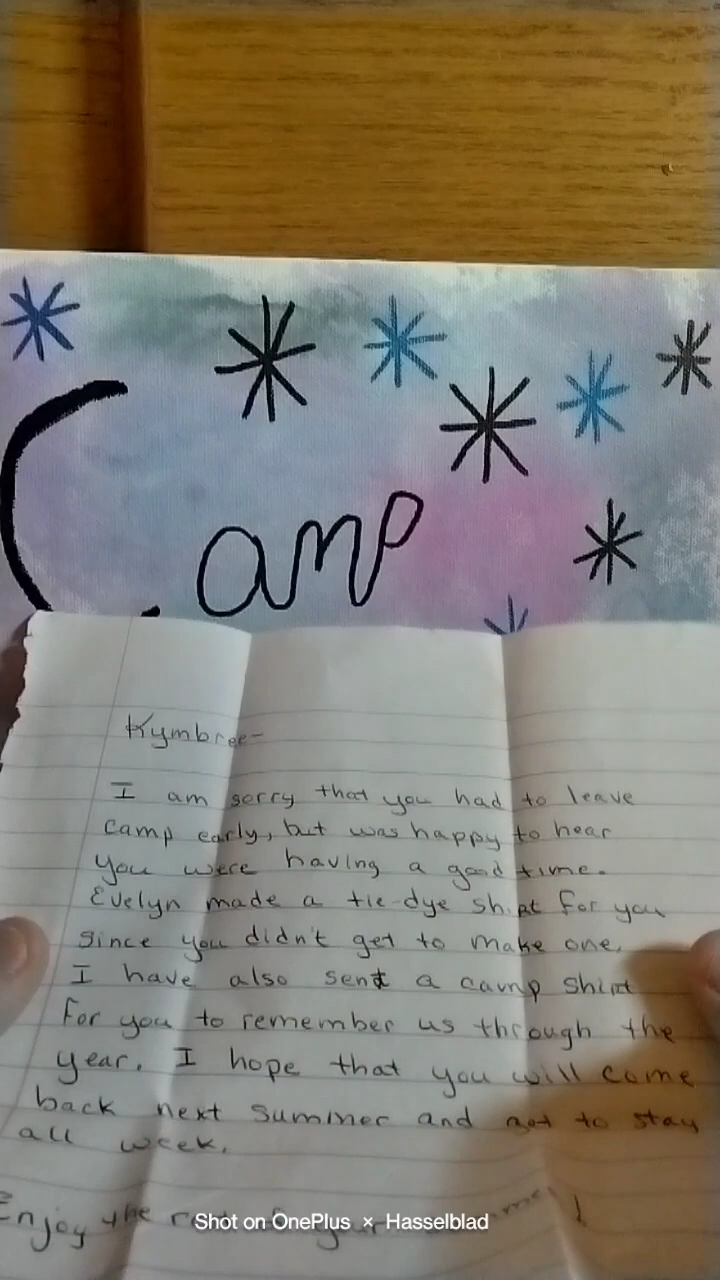 Camp
Kymbree-
I am sorry that you had to leave
camp early, but was happy to hear
you were having a good time.
Evelyn made a tie-dye shirt for you
since you didn't get to make one.
I have also sent a camp shirt
for you to remember us through the
year. I hope that you will come
back next summer and get to stay
all week.
Enjoy the your !
Shot on OnePlus × Hasselblad